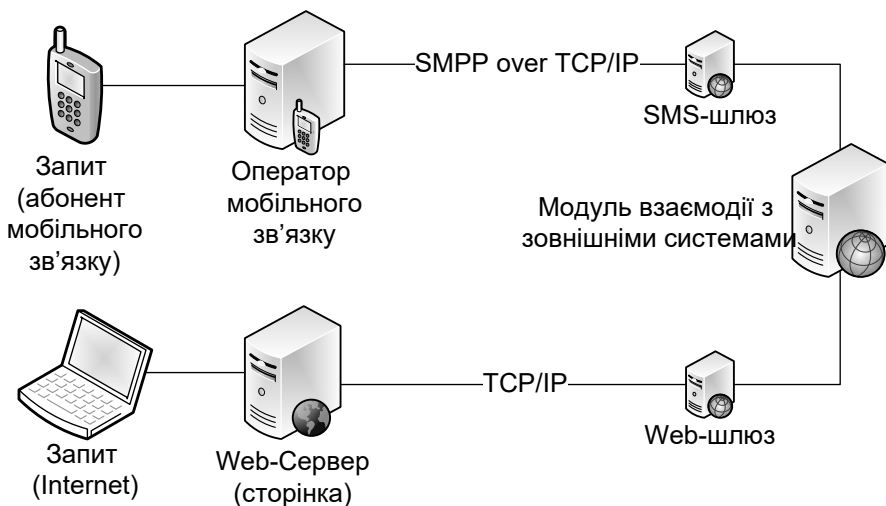 SMPP over TCP/IP
SMS-шлюз
Запит
(абонент
мобільного
зв’язку)
Оператор
мобільного
зв’язку
Модуль взаємодії з
зовнішніми системами
TCP/IP
Web-шлюз
Запит
(Internet)
Web-Сервер
(сторінка)